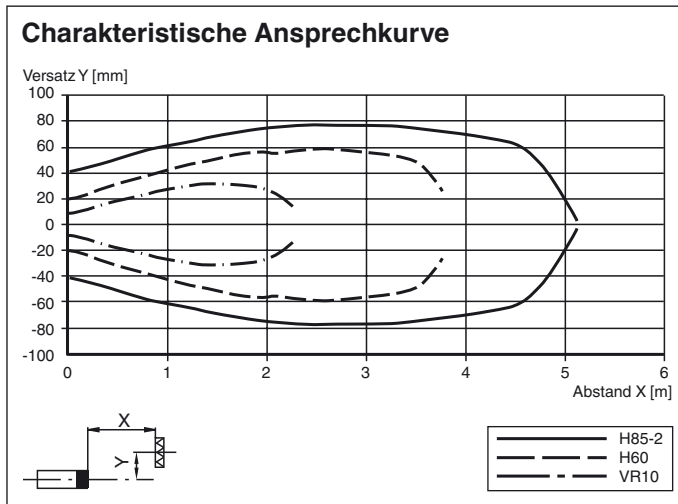 Charakteristische Ansprechkurve
Versatz Y [mm]
100
80
60
40
20
0
-20
-40
-60
-80
-100
0 1 2 3 4 5 6
Abstand X [m]
X
Y
H85-2
H60
VR10